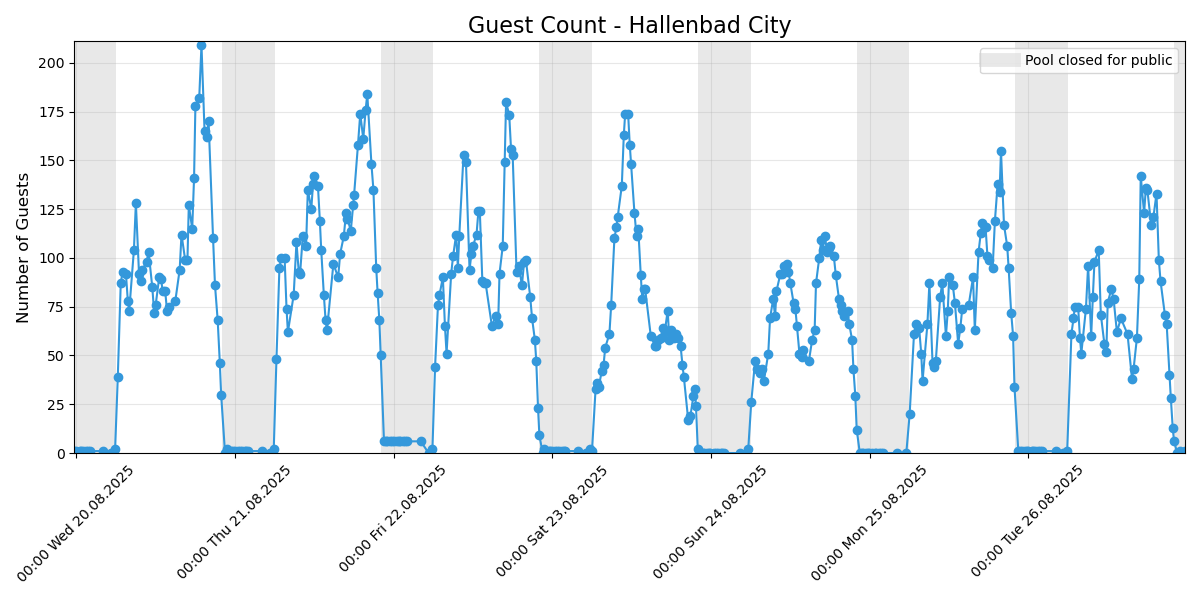 Guest Count - Hallenbad City
Pool closed for public
Number of Guests
200
175
150
125
100
75
50
25
0
00:00 Wed 20.08.2025
00:00 Thu 21.08.2025
00:00 Fri 22.08.2025
00:00 Sat 23.08.2025
00:00 Sun 24.08.2025
00:00 Mon 25.08.2025
00:00 Tue 26.08.2025